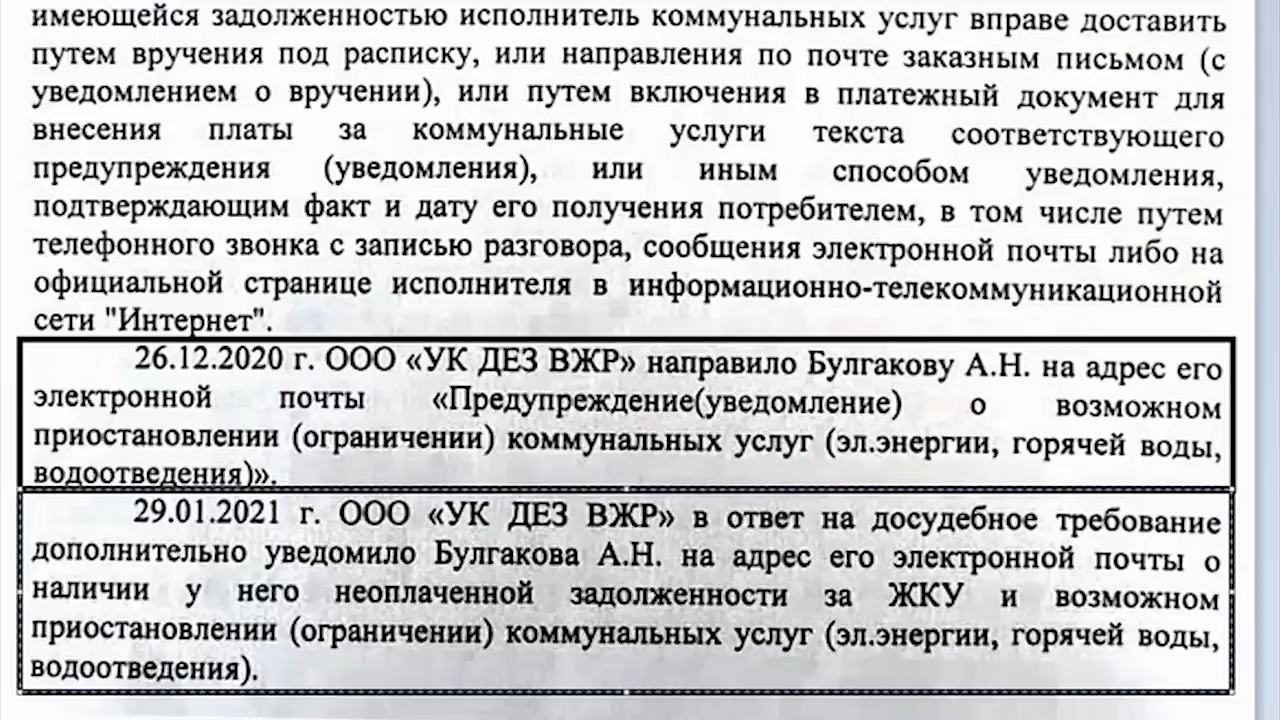 имеющейся задолженностью исполнитель коммунальных услуг вправе доставить
путем вручения под расписку, или направления по почте заказным письмом (с
уведомлением о вручении), или путем включения в платежный документ для
внесения платы за коммунальные услуги текста соответствующего
предупреждения (уведомления), или иным способом уведомления,
подтверждающим факт и дату его получения потребителем, в том числе путем
телефонного звонка с записью разговора, сообщения электронной почты либо на
официальной странице исполнителя в информационно-телекоммуникационной
сети "Интернет".
26.12.2020 г. ООО «УК ДЕЗ ВЖР» направило Булгакову А.Н. на адрес его
электронной почты «Предупреждение(уведомление) о возможном
приостановлении (ограничении) коммунальных услуг (эл.энергии, горячей воды,
водоотведения)».
29.01.2021 г. ООО «УК ДЕЗ ВЖР» в ответ на досудебное требование
дополнительно уведомило Булгакова А.Н. на адрес его электронной почты о
наличии у него неоплаченной задолженности за ЖКУ и возможном
приостановлении (ограничении) коммунальных услуг (эл.энергии, горячей воды,
водоотведения).